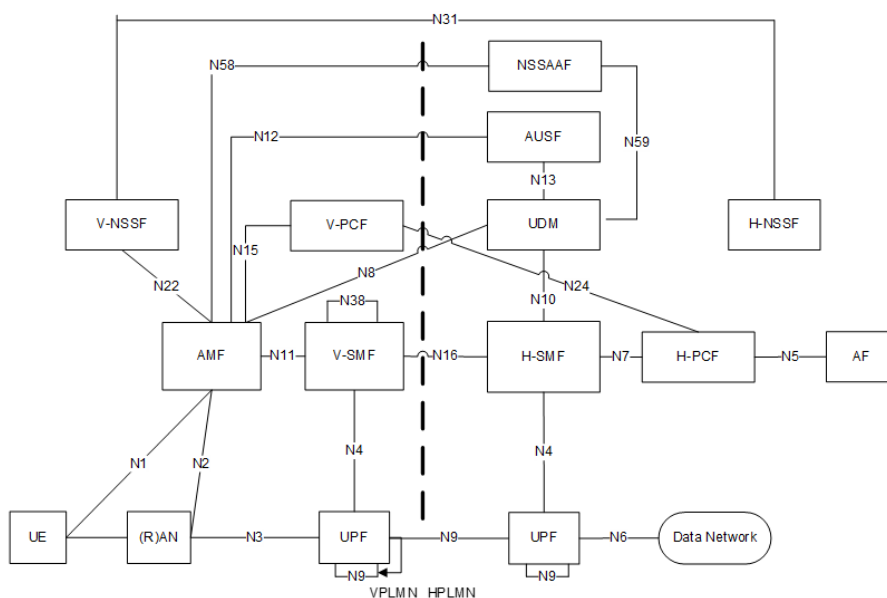 N31
N58
NSSAAF
N12
AUSF
N59
N13
V-NSSF
V-PCF
UDM
H-NSSF
N15
N22
N8
N24
N38
N10
AMF
N11
V-SMF
N16
H-SMF
N7
H-PCF
N5
AF
N4
N4
N1
N2
UE
(R)AN
N3
UPF
N9
UPF
N6
Data Network
N9
N9
VPLMN HPLMN